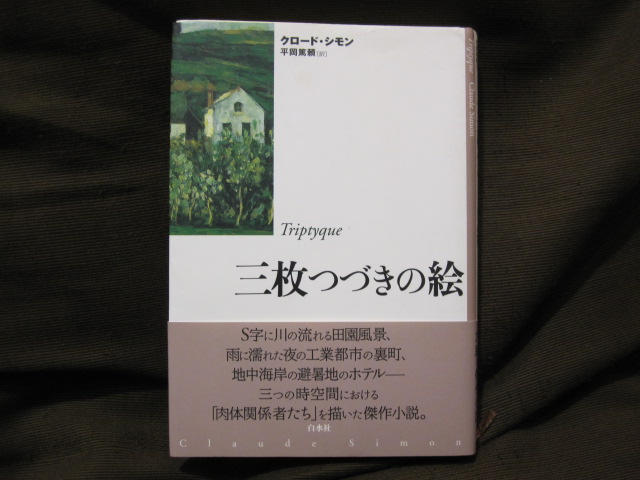 クロード・シモン
平岡篤頼[訳]
Triptyque Claude Simon
Triptyque
三枚つづきの絵
S字に川の流れる田園風景、
雨に濡れた夜の工業都市の裏町、
地中海岸の避暑地のホテル──
三つの時空間における
「肉体関係者たち」を描いた傑作小説。
白水社
Claude Simon